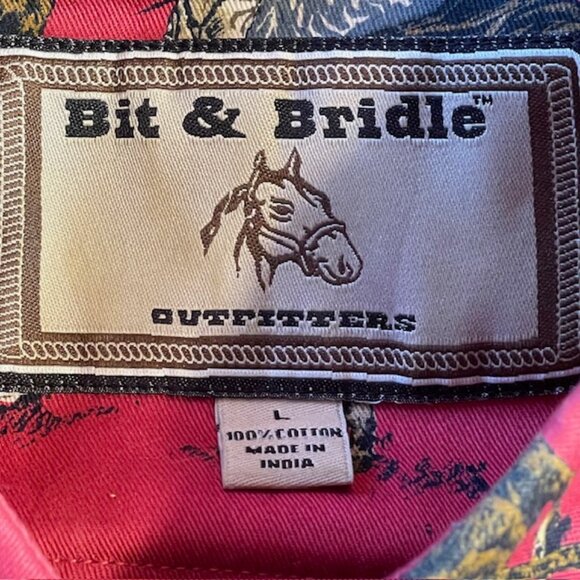 Bit & Bridle™
OUTFITTERS
L
100% COTTON
MADE IN
INDIA